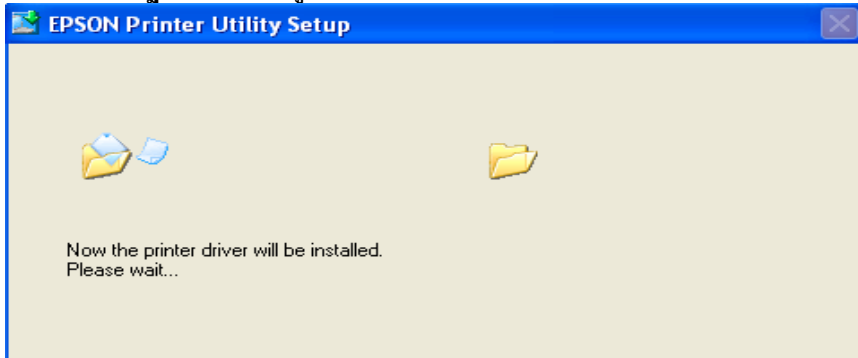 EPSON Printer Utility Setup
Now the printer driver will be installed.
Please wait...